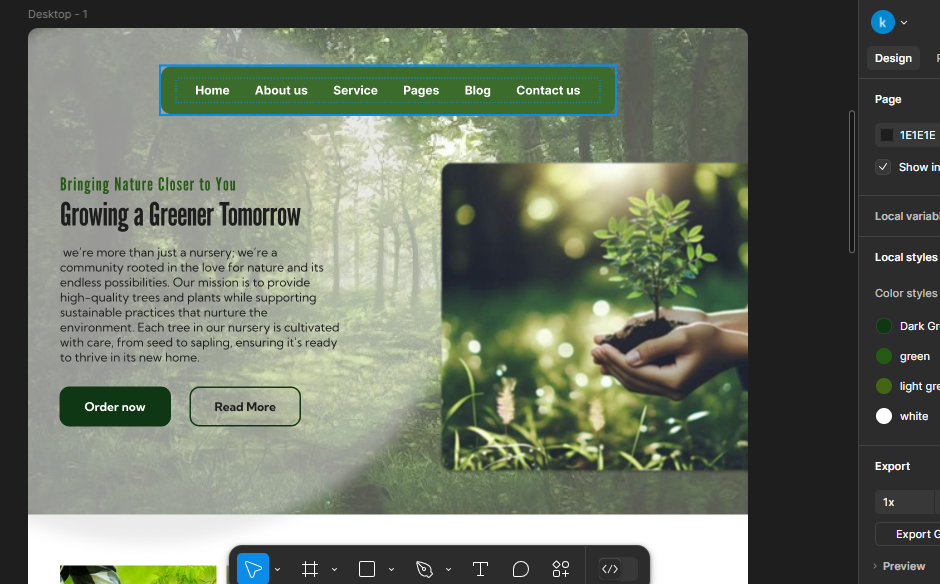 Desktop - 1
k
Design
Home About us Service Pages Blog Contact us
Page
1E1E1E
Show in
Bringing Nature Closer to You
Growing a Greener Tomorrow
Local variabl
we're more than just a nursery; we're a
community rooted in the love for nature and its
endless possibilities. Our mission is to provide
high-quality trees and plants while supporting
sustainable practices that nurture the
environment. Each tree in our nursery is cultivated
with care, from seed to sapling, ensuring it's ready
to thrive in its new home.
Local styles
Color styles
Dark Gr
green
light gre
white
Order now Read More
Export
1x
Export G
Preview